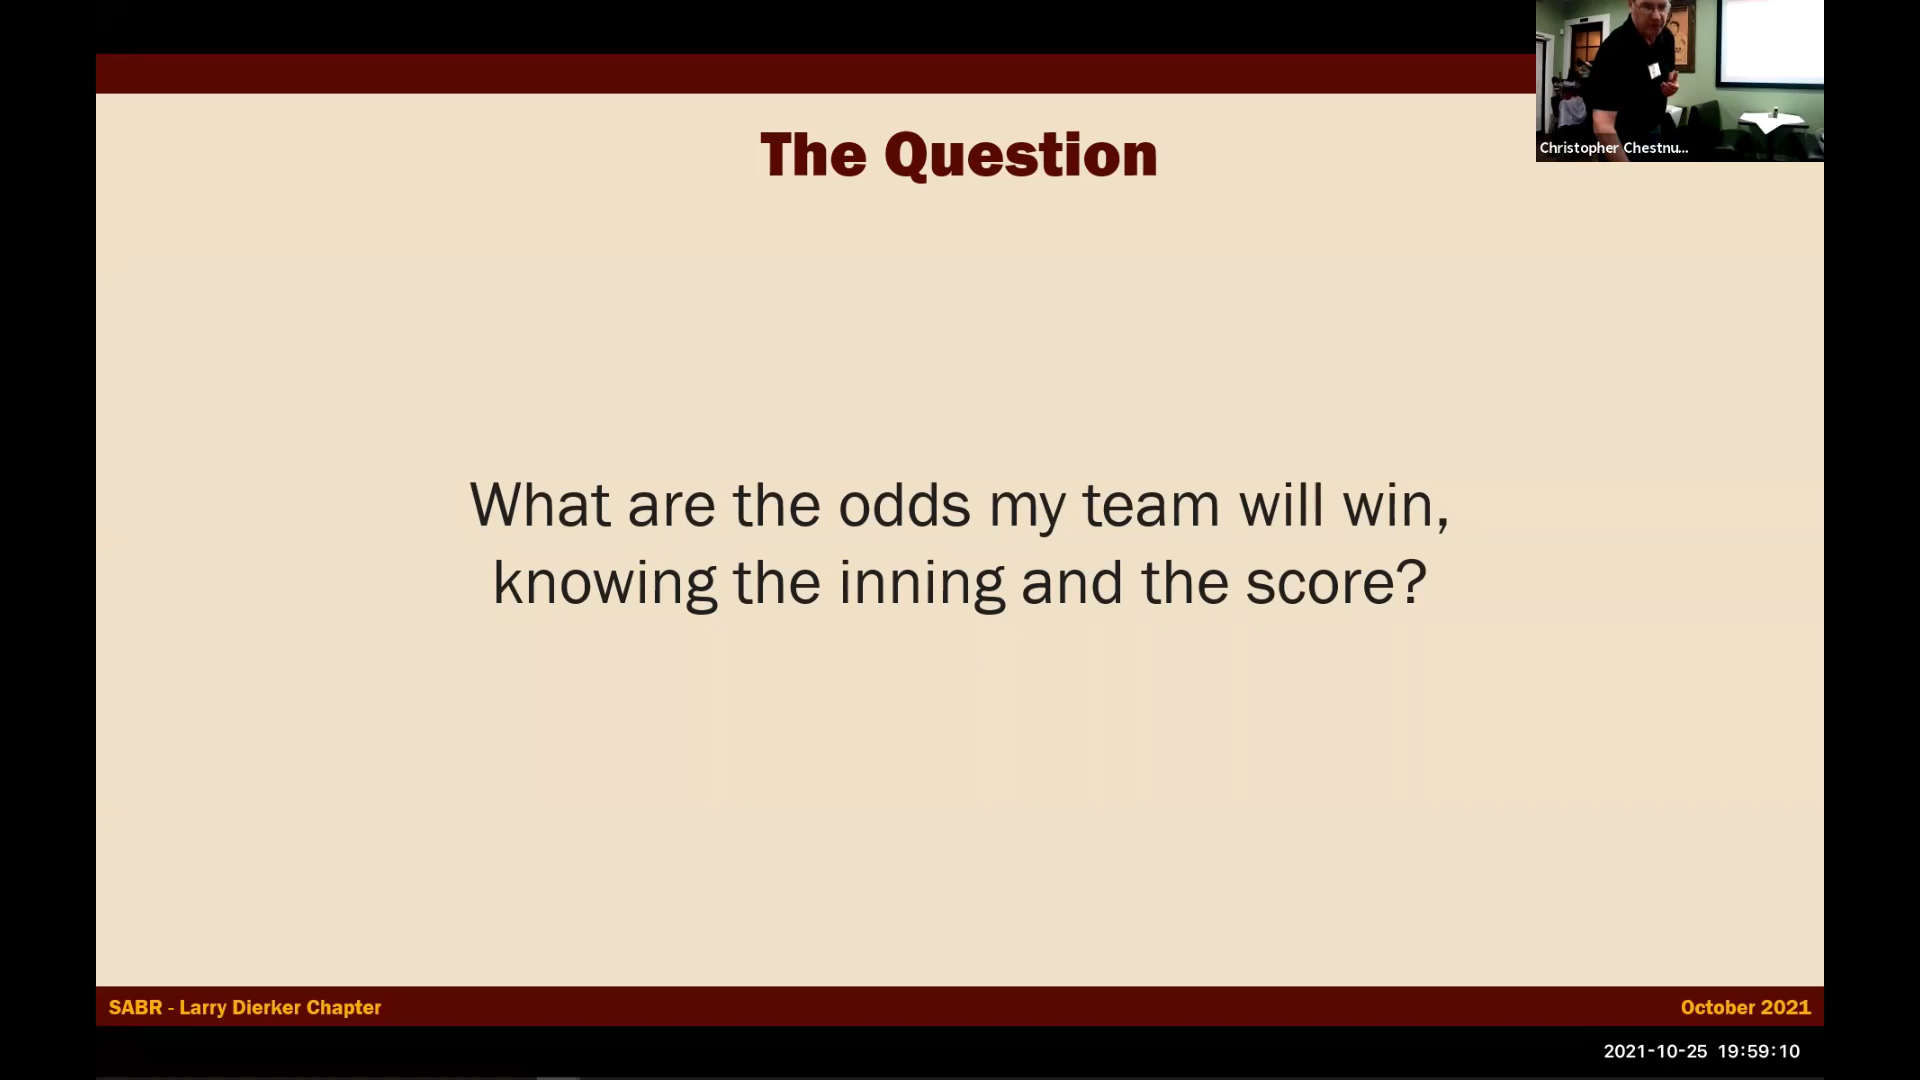 The Question
Christopher Chestnu...
What are the odds my team will win,
knowing the inning and the score?
SABR - Larry Dierker Chapter
October 2021
2021-10-25 19:59:10